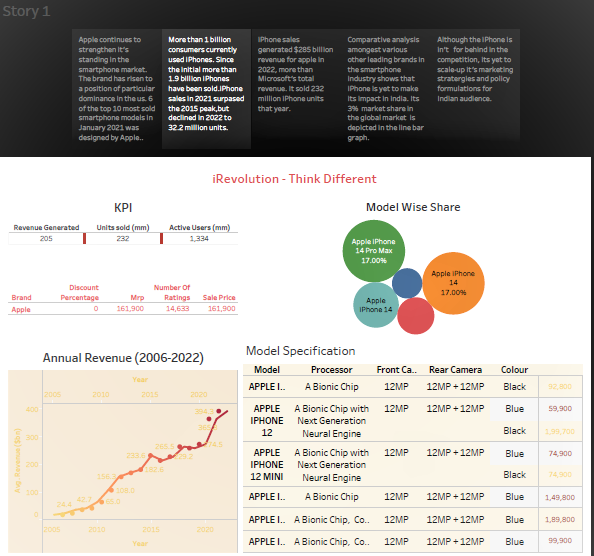 Story 1
Apple continues to
strengthen it's
standing in the
smartphone market.
The brand has risen to
a position of particular
dominance in the us. 6
of the top 10 most sold
smartphone models in
January 2021 was
designed by Apple..
More than 1 billion
consumers currently
used iPhones. Since
the initial more than
1.9 billion iPhones
have been sold.iPhone
sales in 2021 surpased
the 2015 peak,but
declined in 2022 to
32.2 million units.
iPhone sales
generated $285 billion
revenue for apple in
2022, more than
Microsoft's total
revenue. It sold 232
million iPhone units
that year.
Comparative analysis
amongest various
other leading brands in
the smartphone
industry shows that
iPhone is yet to make
its impact in India. Its
3% market share in
the global market is
depicted in the line bar
graph.
Although the iPhone is
in't for behind in the
competition, its yet to
scale-up it's marketing
stratergies and policy
formulations for
Indian audience.
iRevolution - Think Different
KPI
Revenue Generated Units sold (mm) Active Users (mm)
205 232 1,334
Brand Discount Percentage Mrp Number Of Ratings Sale Price
Apple 0 161,900 14,633 161,900
Model Wise Share
Apple iPhone
14 Pro Max
17.00%
Apple iPhone
14
17.00%
Apple
iPhone 14
Annual Revenue (2006-2022)
Year
2005 2010 2015 2020
Avg. Revenue($bn)
400
300
200
100
0
24.6
42.7
65.2
108.0
156.5
182.8
233.8
229.2
265.5
274.5
365.
394.3
2005 2010 2015 2020
Year
Model Specification
Model Processor Front Ca.. Rear Camera Colour
APPLE I.. A Bionic Chip 12MP 12MP + 12MP Black 92,900
APPLE IPHONE 12 A Bionic Chip with Next Generation Neural Engine 12MP 12MP + 12MP Blue 59,900
Black 1,99,700
APPLE IPHONE 12 MINI A Bionic Chip with Next Generation Neural Engine 12MP 12MP + 12MP Blue 74,900
Black 74,900
APPLE I.. A Bionic Chip 12MP 12MP + 12MP Blue 1,49,800
APPLE I.. A Bionic Chip, Co.. 12MP 12MP + 12MP Blue 1,89,800
APPLE I.. A Bionic Chip, Co.. 12MP 12MP + 12MP Blue 99,900